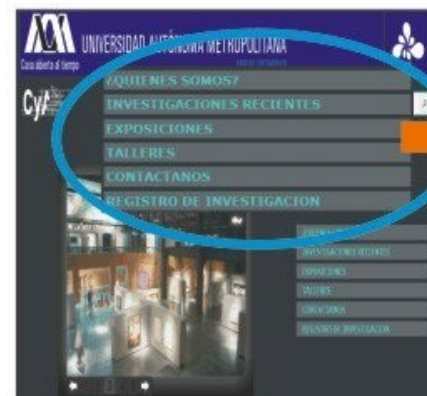 UNIVERSIDAD AUTÓNOMA METROPOLITANA
Casa abierta al tiempo
¿QUIENES SOMOS?
CyA
INVESTIGACIONES RECIENTES
EXPOSICIONES
TALLERES
CONTACTANOS
REGISTRO DE INVESTIGACION
INVESTIGACIONES RECIENTES
EXPOSICIONES
TALLERES
CONTACTANOS
REGISTRO DE INVESTIGACION